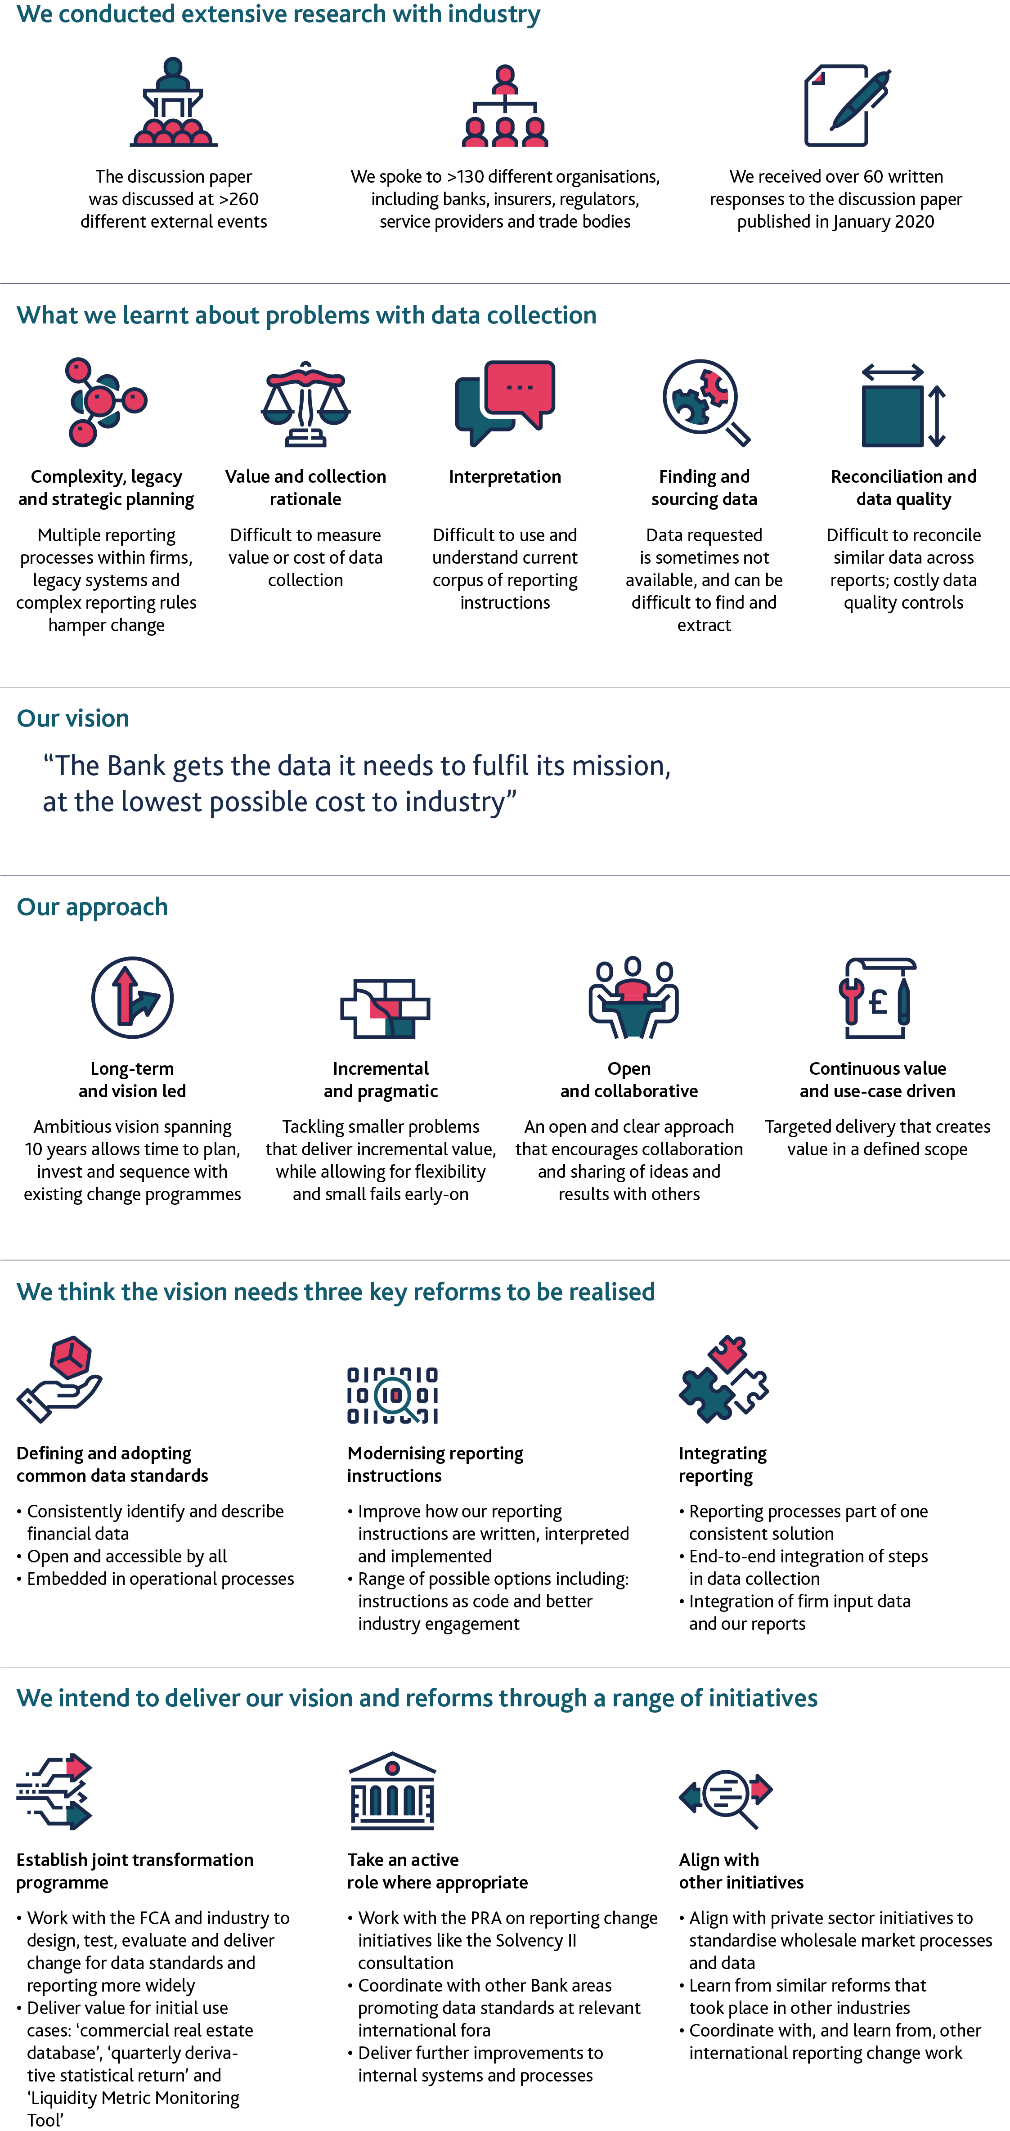 We conducted extensive research with industry
The discussion paper
was discussed at >260
different external events
We spoke to >130 different organisations,
including banks, insurers, regulators,
service providers and trade bodies
We received over 60 written
responses to the discussion paper
published in January 2020
What we learnt about problems with data collection
Complexity, legacy
and strategic planning
Multiple reporting
processes within firms,
legacy systems and
complex reporting rules
hamper change
Value and collection
rationale
Difficult to measure
value or cost of data
collection
Interpretation
Difficult to use and
understand current
corpus of reporting
instructions
Finding and
sourcing data
Data requested
is sometimes not
available, and can be
difficult to find and
extract
Reconciliation and
data quality
Difficult to reconcile
similar data across
reports; costly data
quality controls
Our vision
“The Bank gets the data it needs to fulfil its mission,
at the lowest possible cost to industry”
Our approach
£
Long-term
and vision led
Ambitious vision spanning
10 years allows time to plan,
invest and sequence with
existing change programmes
Incremental
and pragmatic
Tackling smaller problems
that deliver incremental value,
while allowing for flexibility
and small fails early-on
Open
and collaborative
An open and clear approach
that encourages collaboration
and sharing of ideas and
results with others
Continuous value
and use-case driven
Targeted delivery that creates
value in a defined scope
We think the vision needs three key reforms to be realised
Defining and adopting
common data standards
• Consistently identify and describe
financial data
• Open and accessible by all
• Embedded in operational processes
Modernising reporting
instructions
• Improve how our reporting
instructions are written, interpreted
and implemented
• Range of possible options including:
instructions as code and better
industry engagement
Integrating
reporting
• Reporting processes part of one
consistent solution
• End-to-end integration of steps
in data collection
• Integration of firm input data
and our reports
We intend to deliver our vision and reforms through a range of initiatives
Establish joint transformation
programme
• Work with the FCA and industry to
design, test, evaluate and deliver
change for data standards and
reporting more widely
• Deliver value for initial use
cases: ‘commercial real estate
database’, ‘quarterly deriva-
tive statistical return’ and
‘Liquidity Metric Monitoring
Tool’
Take an active
role where appropriate
• Work with the PRA on reporting change
initiatives like the Solvency II
consultation
• Coordinate with other Bank areas
promoting data standards at relevant
international fora
• Deliver further improvements to
internal systems and processes
Align with
other initiatives
• Align with private sector initiatives to
standardise wholesale market processes
and data
• Learn from similar reforms that
took place in other industries
• Coordinate with, and learn from, other
international reporting change work